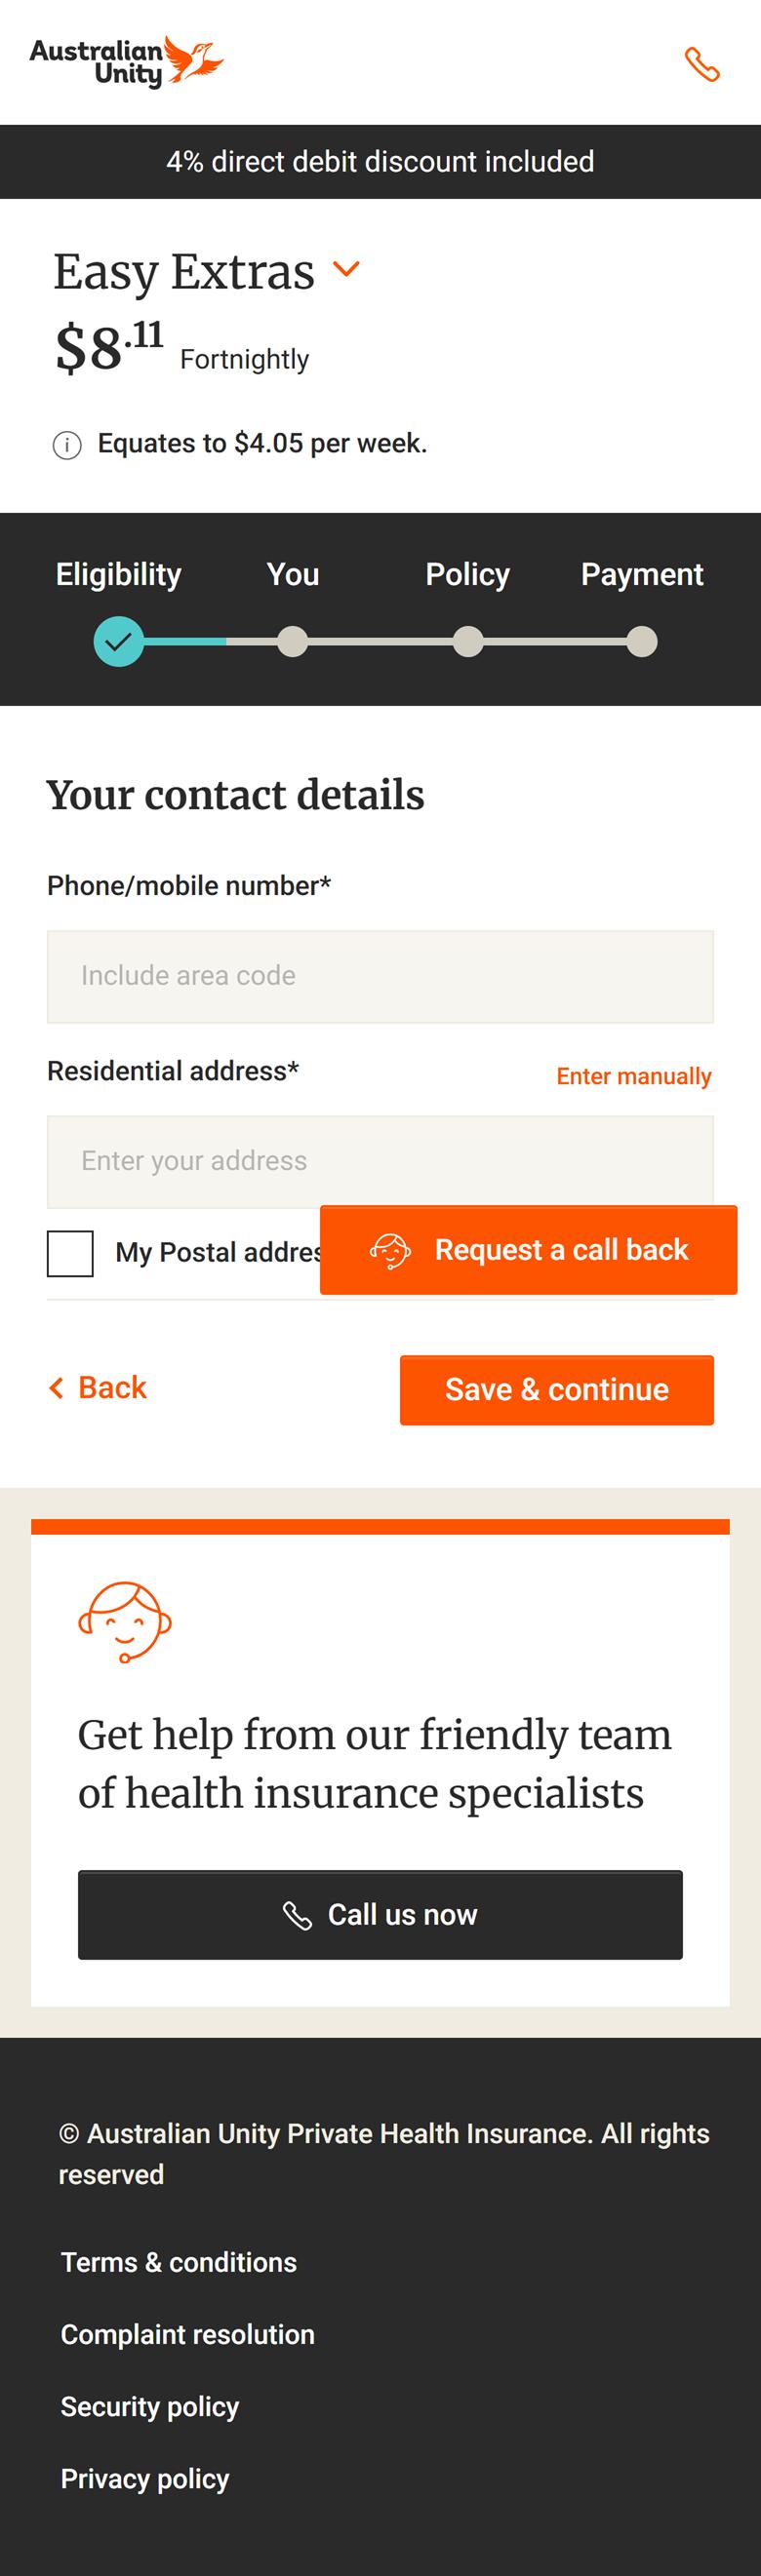 Australian
Unity
4% direct debit discount included
Easy Extras
$8.11 Fortnightly
Equates to $4.05 per week.
Eligibility You Policy Payment
Your contact details
Phone/mobile number*
Include area code
Residential address* Enter manually
Enter your address
My Postal addres
Request a call back
Back Save & continue
Get help from our friendly team
of health insurance specialists
Call us now
© Australian Unity Private Health Insurance. All rights
reserved
Terms & conditions
Complaint resolution
Security policy
Privacy policy